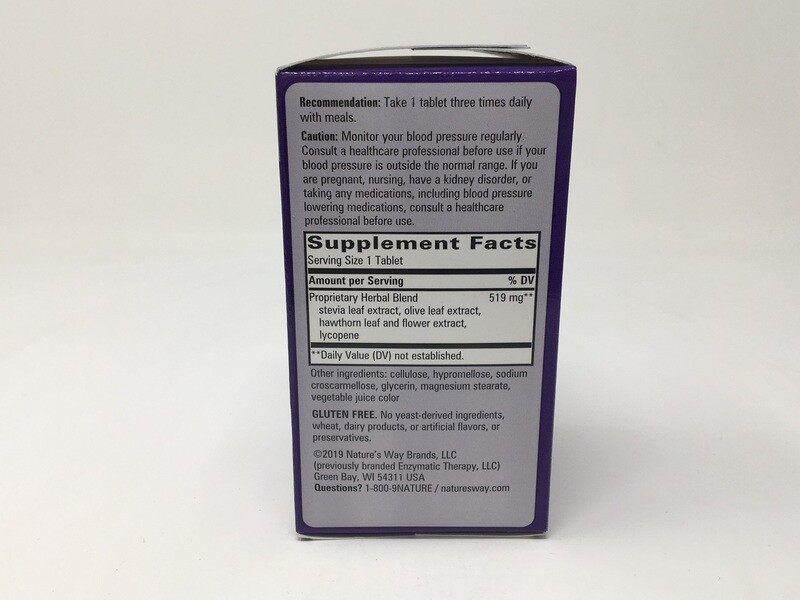 Recommendation: Take 1 tablet three times daily
with meals.
Caution: Monitor your blood pressure regularly.
Consult a healthcare professional before use if your
blood pressure is outside the normal range. If you
are pregnant, nursing, have a kidney disorder, or
taking any medications, including blood pressure
lowering medications, consult a healthcare
professional before use.
Supplement Facts
Serving Size 1 Tablet
Amount per Serving % DV
Proprietary Herbal Blend 519 mg**
stevia leaf extract, olive leaf extract,
hawthorn leaf and flower extract,
lycopene
**Daily Value (DV) not established.
Other ingredients: cellulose, hypromellose, sodium
croscarmellose, glycerin, magnesium stearate,
vegetable juice color
GLUTEN FREE. No yeast-derived ingredients,
wheat, dairy products, or artificial flavors, or
preservatives.
©2019 Nature's Way Brands, LLC
(previously branded Enzymatic Therapy, LLC)
Green Bay, WI 54311 USA
Questions? 1-800-9NATURE / naturesway.com